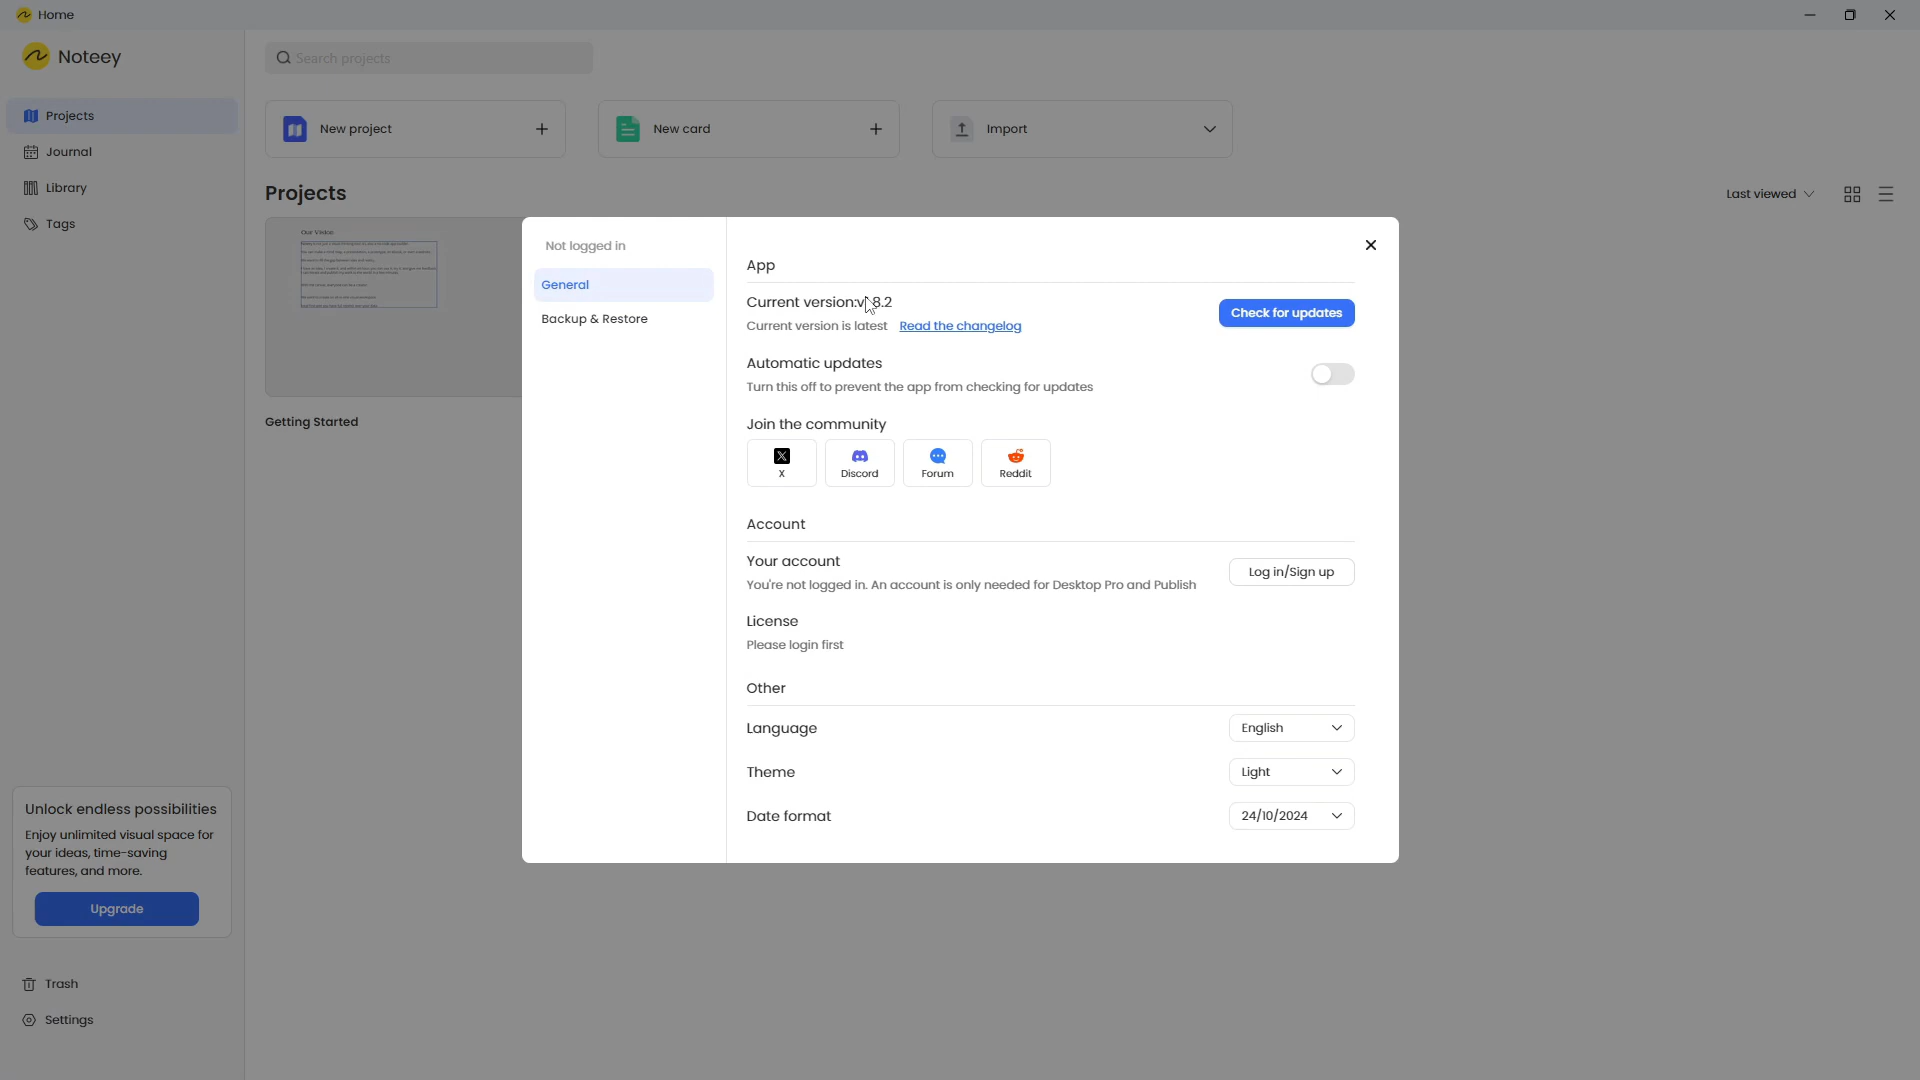 Home
Noteey
Search projects
Projects
Journal
Library
Tags
New project
New card
Import
Projects
Last viewed
Our Vision
Getting Started
Not logged in
General
Backup & Restore
App
Current version:v 8.2
Current version is latest Read the changelog
Check for updates
Automatic updates
Turn this off to prevent the app from checking for updates
Join the community
X
Discord
Forum
Reddit
Account
Your account
You're not logged in. An account is only needed for Desktop Pro and Publish
Log in/Sign up
License
Please login first
Other
Language
English
Theme
Light
Date format
24/10/2024
Unlock endless possibilities
Enjoy unlimited visual space for
your ideas, time-saving
features, and more.
Upgrade
Trash
Settings